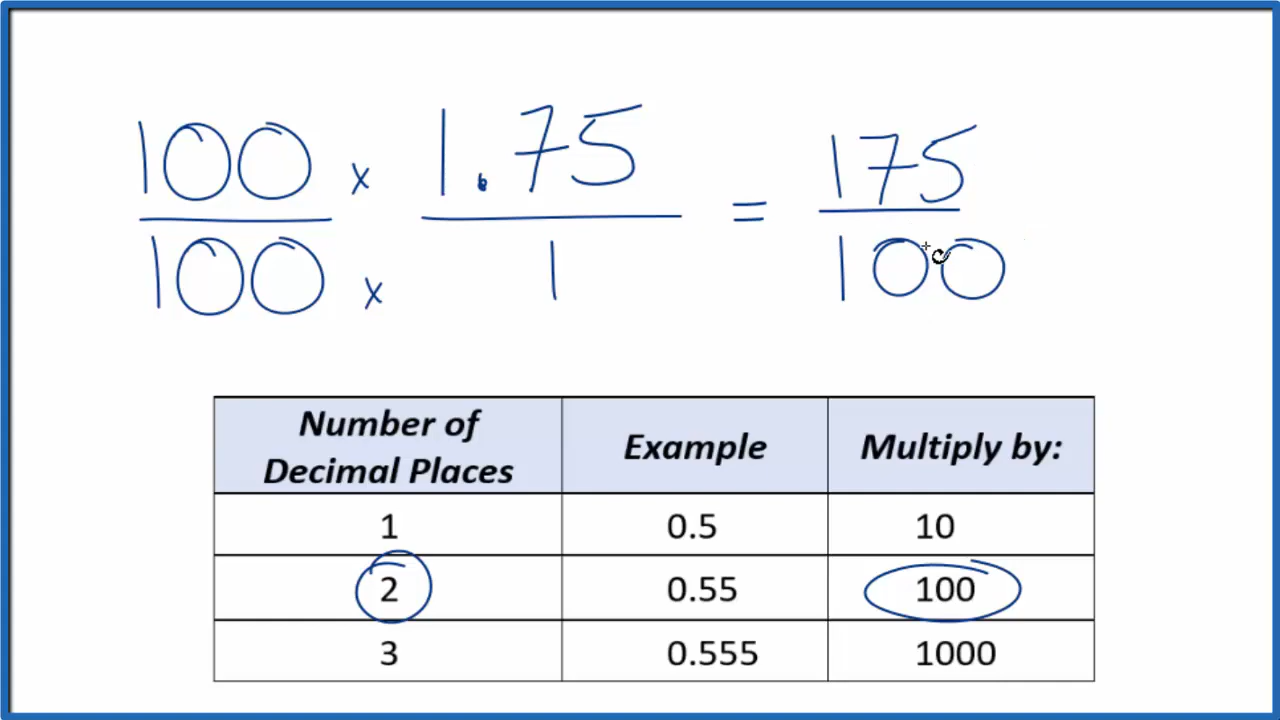 100 x 1.75 = 175
100 x 1 100
Number of Decimal Places Example Multiply by:
1 0.5 10
2 0.55 100
3 0.555 1000